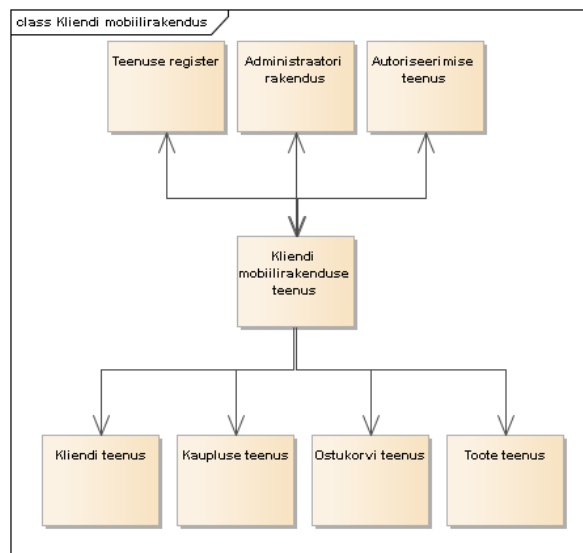 class Kliendi mobiilirakendus
Teenuse register
Administraatori
rakendus
Autoriseerimise
teenus
Kliendi
mobiilirakenduse
teenus
Kliendi teenus
Kaupluse teenus
Ostukorvi teenus
Toote teenus